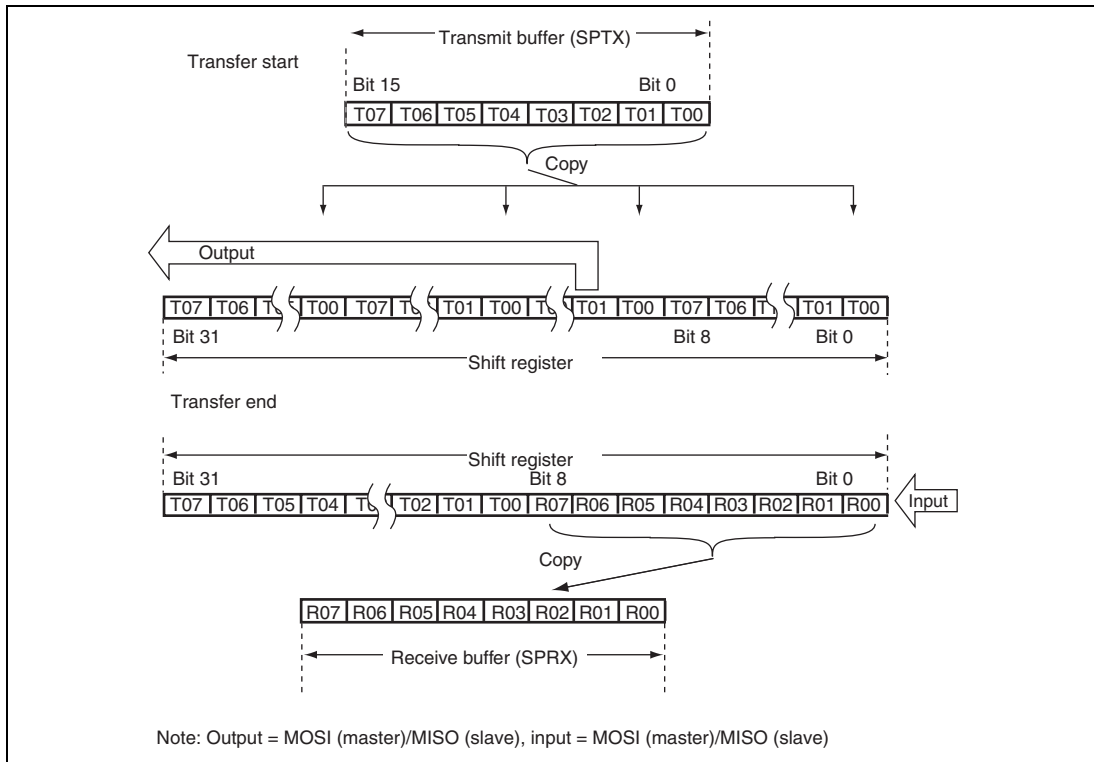 Transmit buffer (SPTX)
Transfer start
Bit 15 Bit 0
T07 T06 T05 T04 T03 T02 T01 T00
Copy
Output
T07 T06 T00 T07 T01 T00 T01 T00 T07 T06 T01 T00
Bit 31 Bit 8 Bit 0
Shift register
Transfer end
Shift register
Bit 31 Bit 8 Bit 0
T07 T06 T05 T04 T02 T01 T00 R07 R06 R05 R04 R03 R02 R01 R00
Input
Copy
R07 R06 R05 R04 R03 R02 R01 R00
Receive buffer (SPRX)
Note: Output = MOSI (master)/MISO (slave), input = MOSI (master)/MISO (slave)